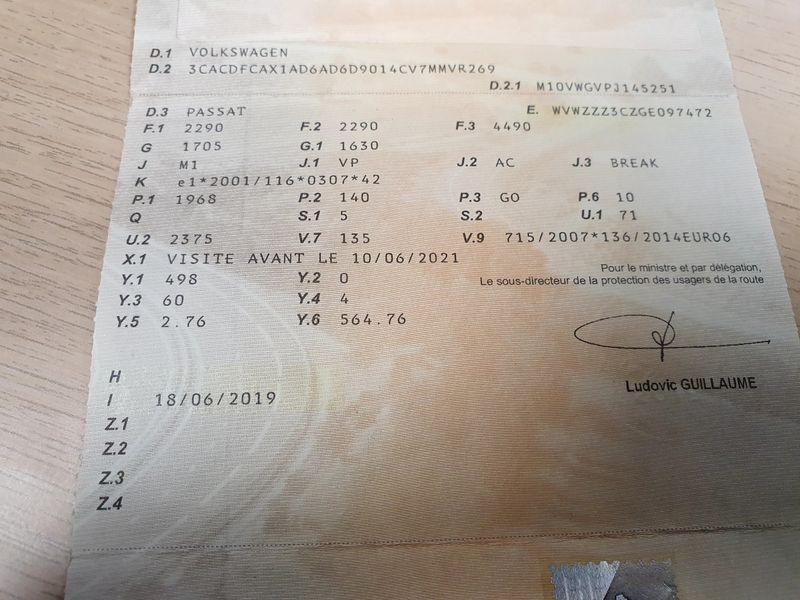 D.1 VOLKSWAGEN
D.2 3CACDFCAX1AD6AD6D9014CV7MMVR269
D.2.1 M10VWGVPJ145251
D.3 PASSAT E. WVWZZZ3CZGE097472
F.1 2290 F.2 2290 F.3 4490
G 1705 G.1 1630
J M1 J.1 VP J.2 AC J.3 BREAK
K e1*2001/116*0307*42
P.1 1968 P.2 140 P.3 GO P.6 10
Q S.1 5 S.2 U.1 71
U.2 2375 V.7 135 V.9 715/2007*136/2014EURO6
X.1 VISITE AVANT LE 10/06/2021
Y.1 498 Y.2 0
Pour le ministre et par délégation,
Le sous-directeur de la protection des usagers de la route
Y.3 60 Y.4 4
Y.5 2.76 Y.6 564.76
Ludovic GUILLAUME
H
I 18/06/2019
Z.1
Z.2
Z.3
Z.4